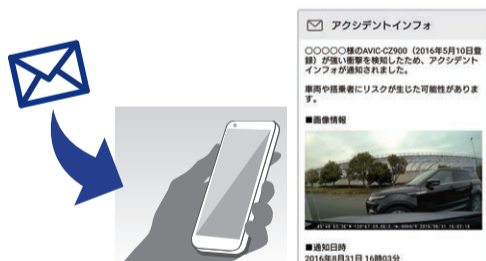 アクシデントインフォ
○○○○○様のAVIC-CZ900（2016年5月10日登
録）が強い衝撃を検知したため、アクシデント
インフォが通知されました。
車両や搭乗者にリスクが生じた可能性がありま
す。
■画像情報
■通知日時
2016年8月31日 16時03分